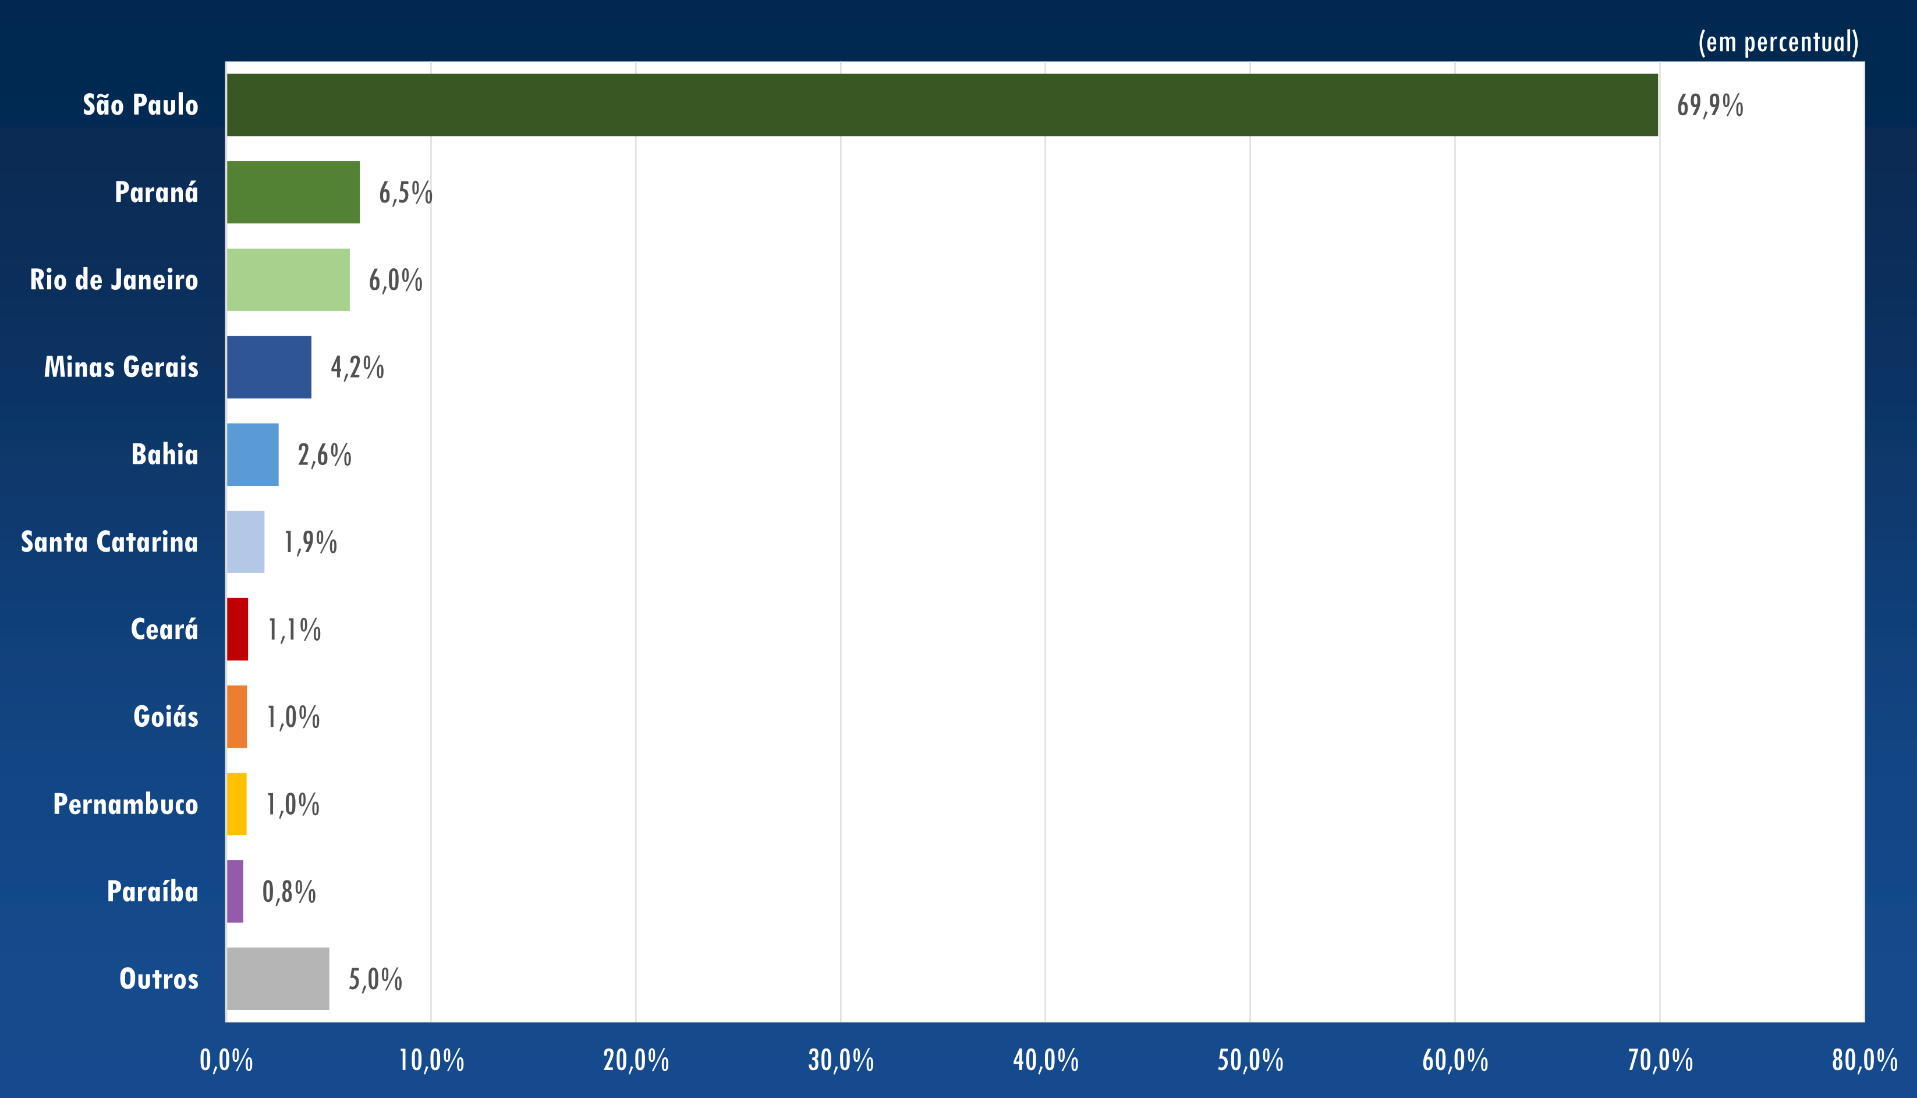 (em percentual)
São Paulo 69,9%
Paraná 6,5%
Rio de Janeiro 6,0%
Minas Gerais 4,2%
Bahia 2,6%
Santa Catarina 1,9%
Ceará 1,1%
Goiás 1,0%
Pernambuco 1,0%
Paraíba 0,8%
Outros 5,0%
0,0% 10,0% 20,0% 30,0% 40,0% 50,0% 60,0% 70,0% 80,0%